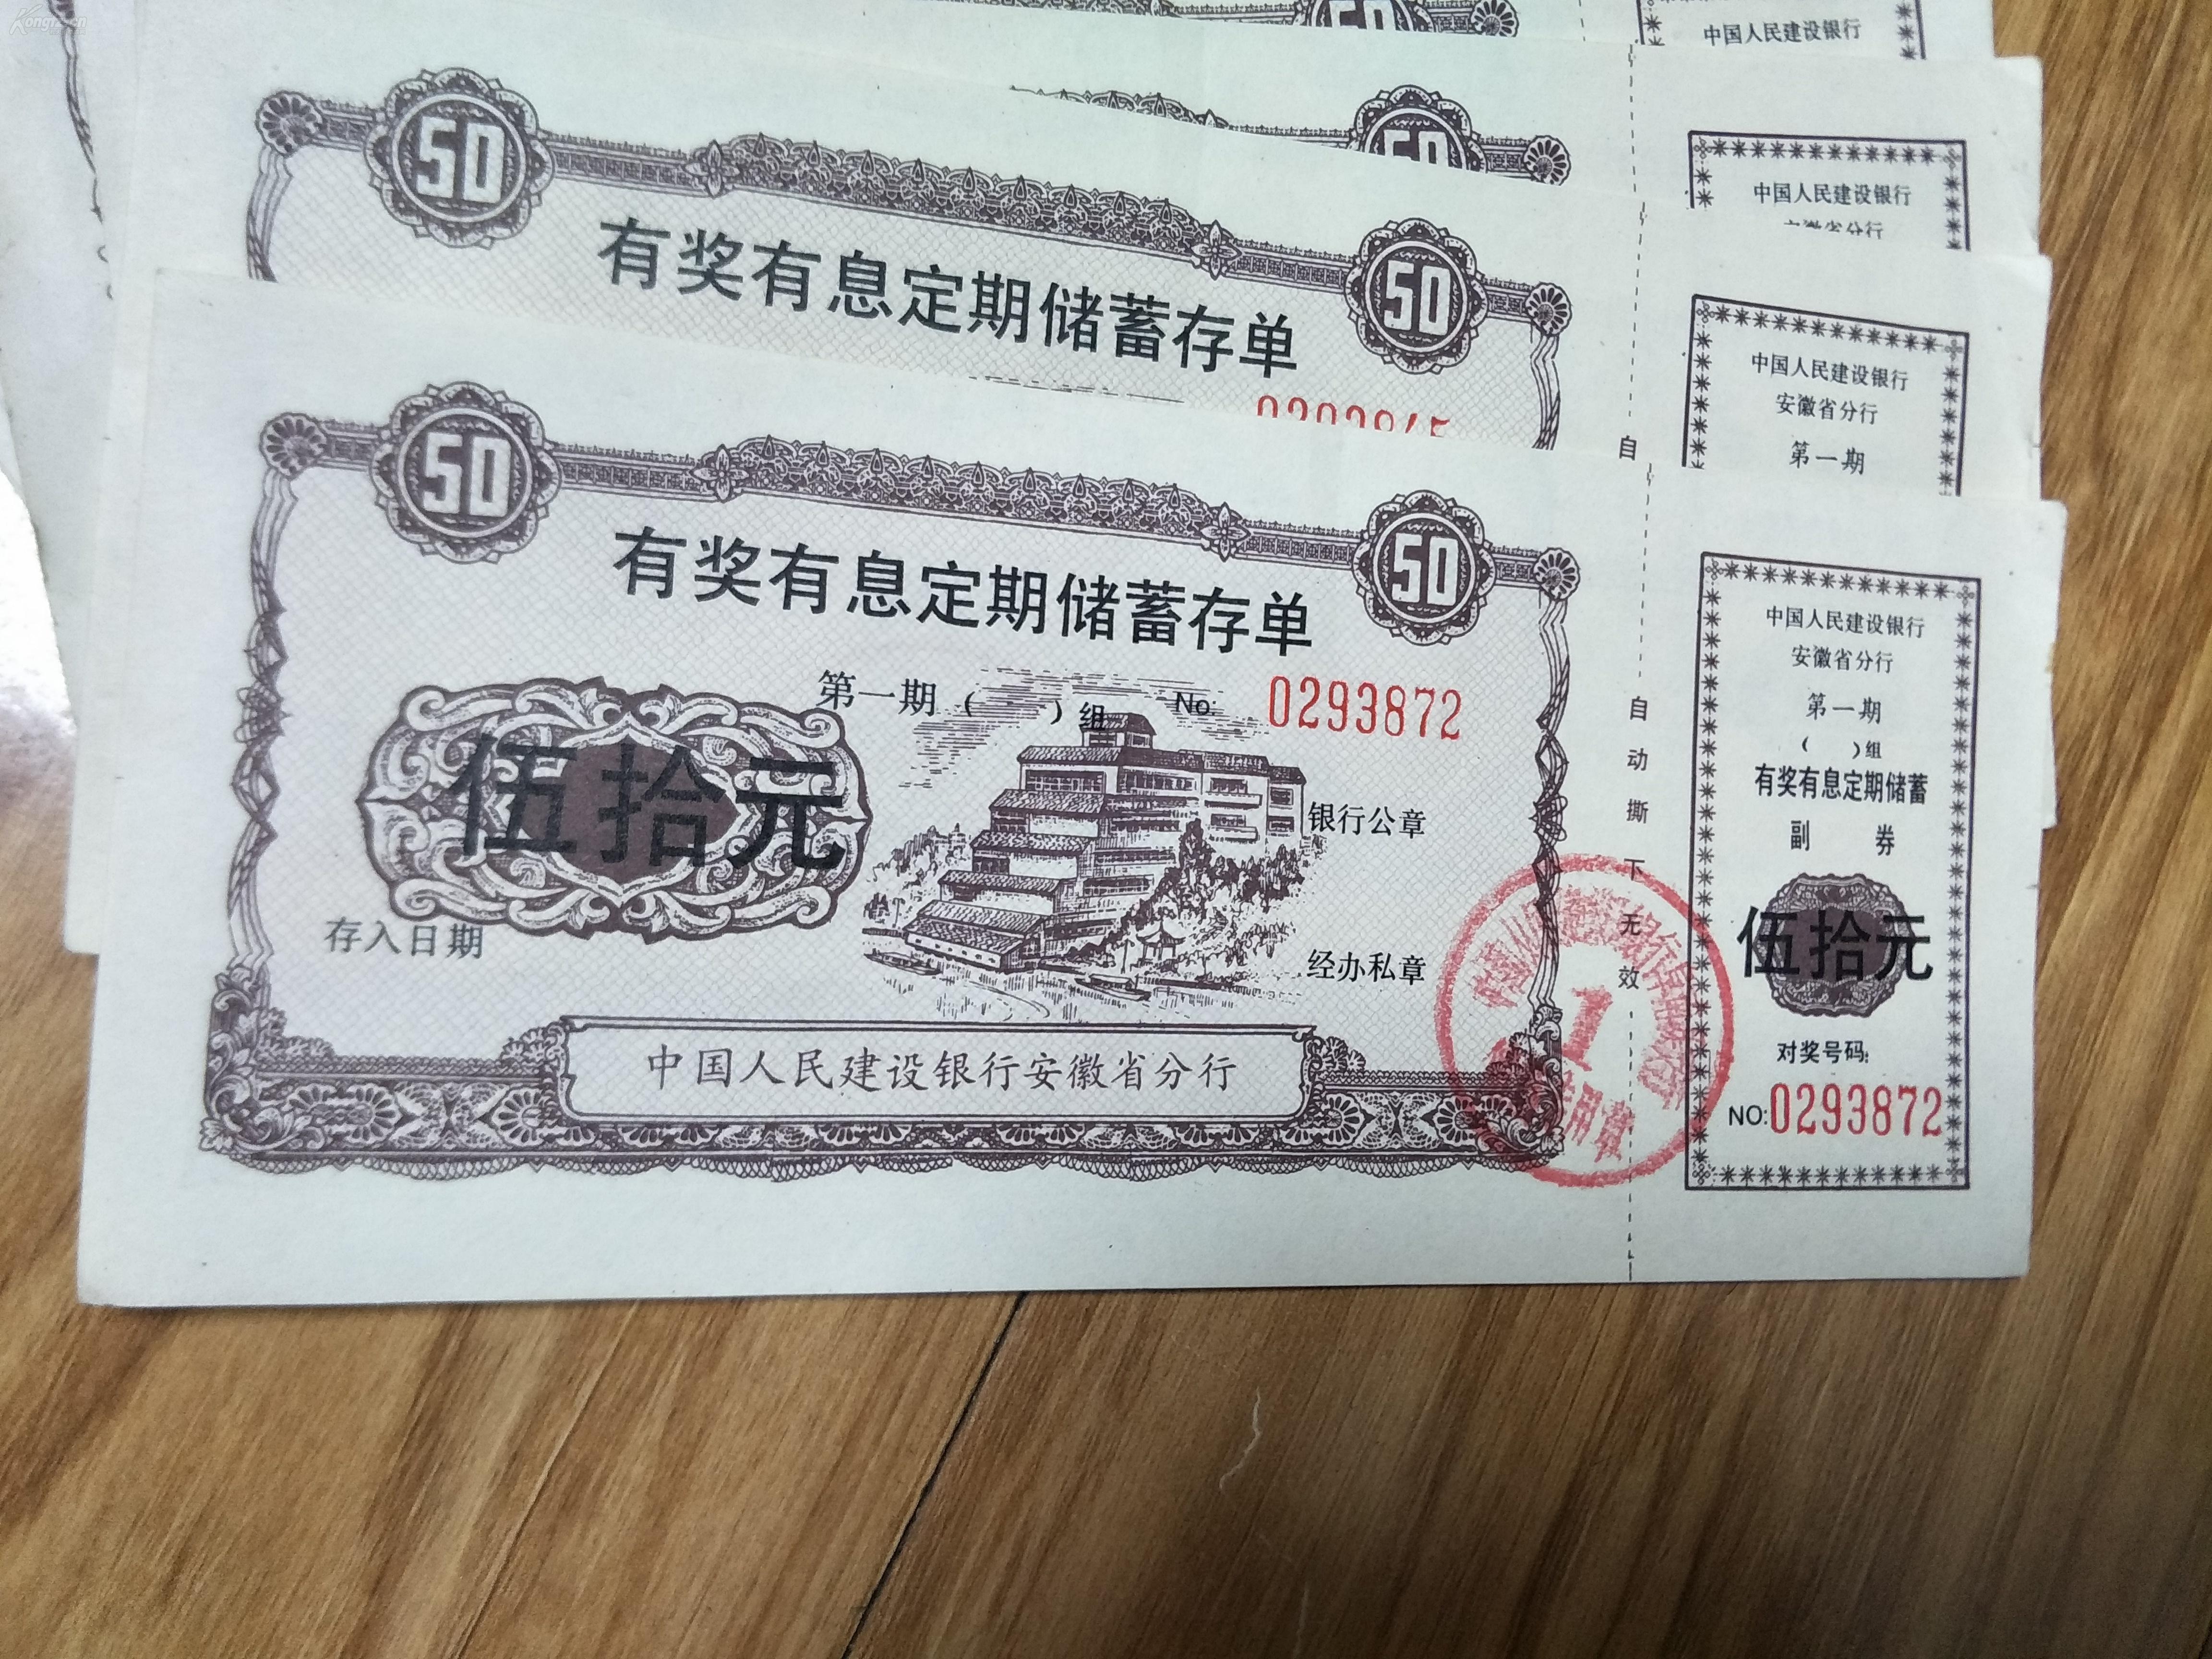 Kongfz.cn
50
中国人民建设银行
50
50
中国人民建设银行
有奖有息定期储蓄存单
50
中国人民建设银行
安徽省分行
第一期
自
50
有奖有息定期储蓄存单
50
第一期 ( ) 组 No: 0293872
伍拾元
银行公章
存入日期
经办私章
中国人民建设银行安徽省分行
自动撕下无效
1
中国人民建设银行
安徽省分行
第一期
( )组
有奖有息定期储蓄
副 券
伍拾元
对奖号码:
NO:0293872